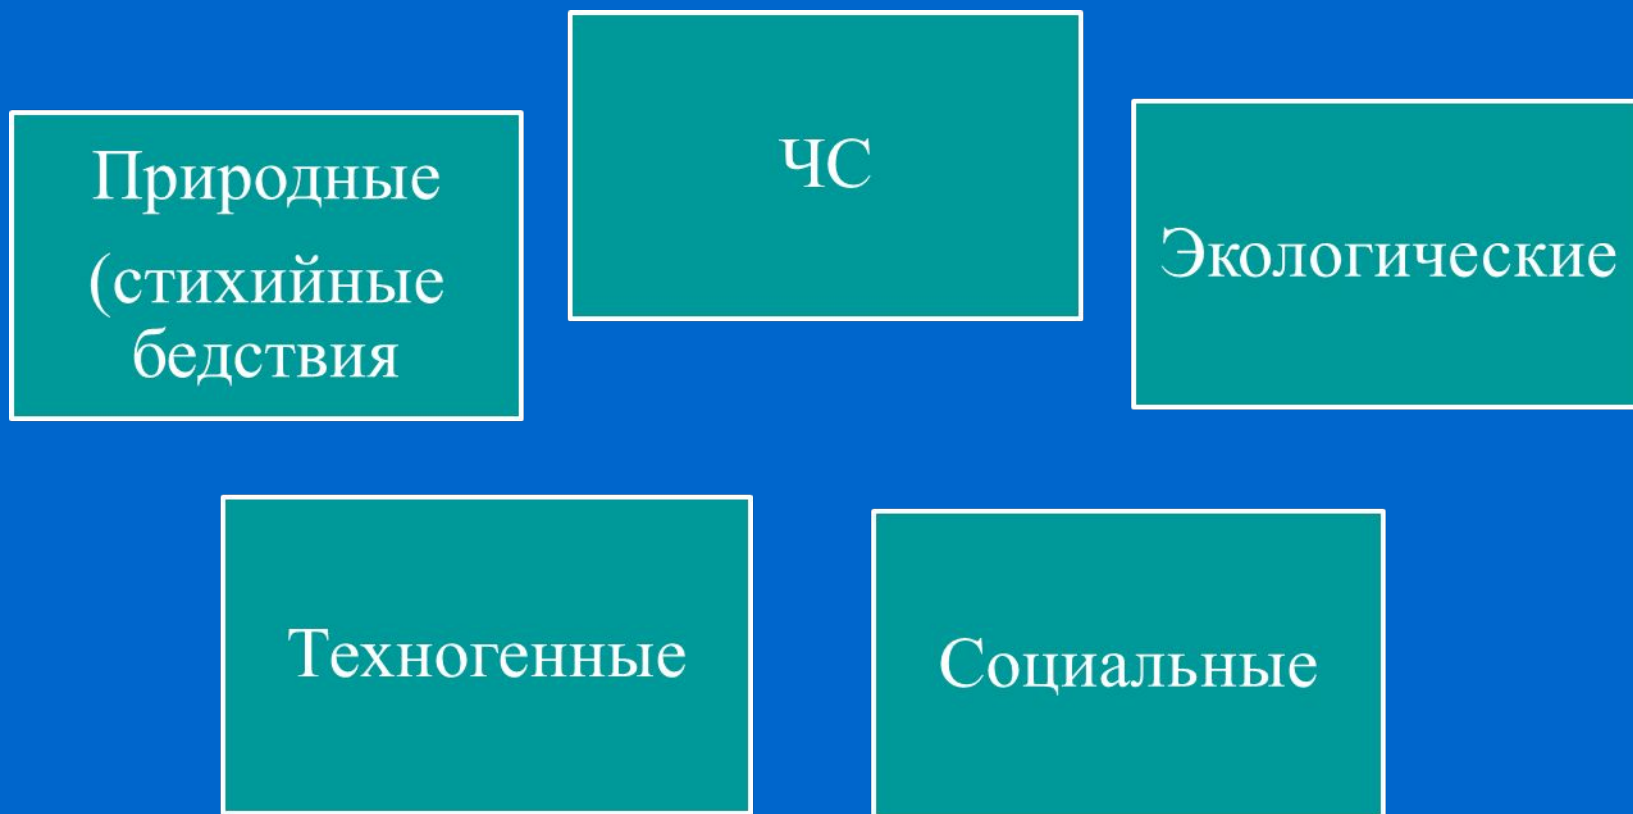 ЧС
Природные
(стихийные
бедствия
Экологические
Техногенные
Социальные